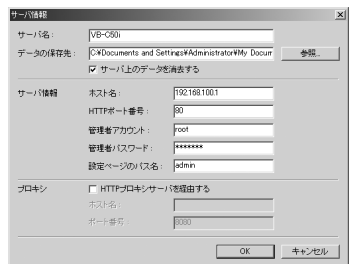 サーバ情報
サーバ名： VB-C50i
データの保存先： C:¥Documents and Settings¥Administrator¥My Docum 参照...
サーバ上のデータを消去する
サーバ情報 ホスト名： 192.168.100.1
HTTPポート番号： 80
管理者アカウント： root
管理者パスワード： *******
設定ページのパス名： admin
プロキシ HTTPプロキシサーバを経由する
ホスト名：
ポート番号： 8080
OK キャンセル